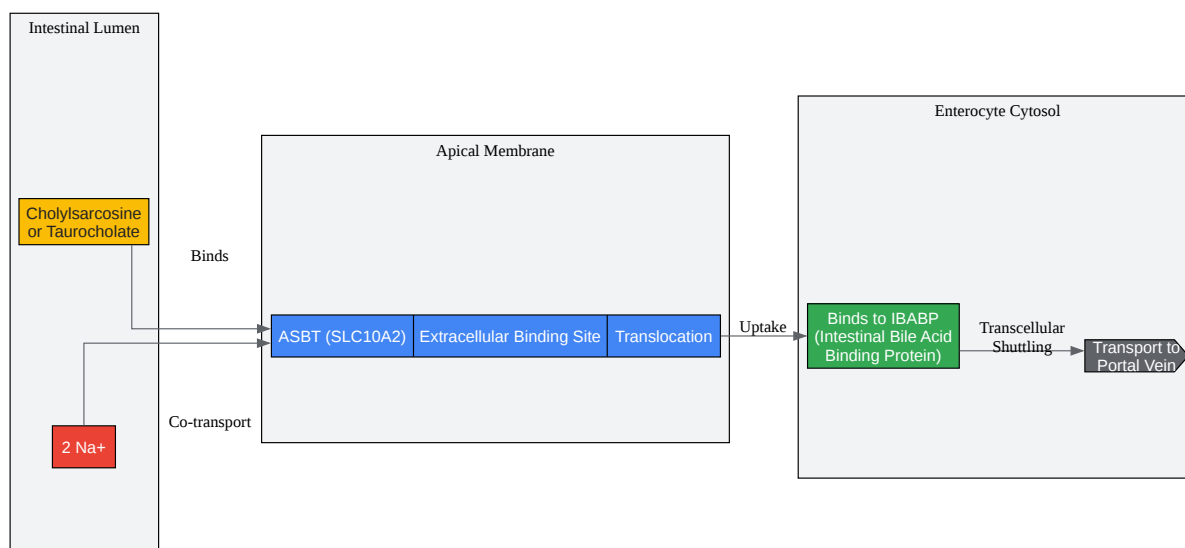 Intestinal Lumen
Cholylsarcosine
or Taurocholate
2 Na+
Binds
Co-transport
Apical Membrane
ASBT (SLC10A2)
Extracellular Binding Site
Translocation
Uptake
Enterocyte Cytosol
Binds to IBABP
(Intestinal Bile Acid
Binding Protein)
Transcellular
Shuttling
Transport to
Portal Vein